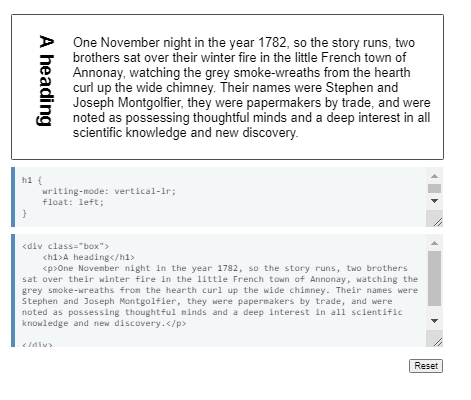 A heading
One November night in the year 1782, so the story runs, two
brothers sat over their winter fire in the little French town of
Annonay, watching the grey smoke-wreaths from the hearth
curl up the wide chimney. Their names were Stephen and
Joseph Montgolfier, they were papermakers by trade, and were
noted as possessing thoughtful minds and a deep interest in all
scientific knowledge and new discovery.
h1 {
    writing-mode: vertical-lr;
    float: left;
}
<div class="box">
    <h1>A heading</h1>
    <p>One November night in the year 1782, so the story runs, two brothers
sat over their winter fire in the little French town of Annonay, watching the
grey smoke-wreaths from the hearth curl up the wide chimney. Their names were
Stephen and Joseph Montgolfier, they were papermakers by trade, and were
noted as possessing thoughtful minds and a deep interest in all scientific
knowledge and new discovery.</p>
</div>
Reset